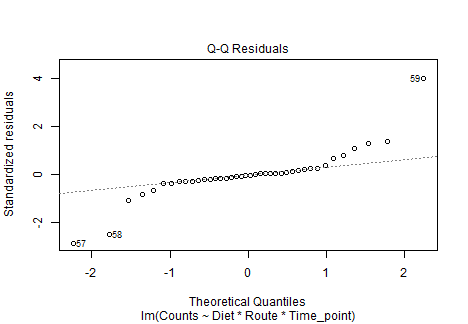 Q-Q Residuals
Standardized residuals
4
2
0
-2
59
58
57
-2 -1 0 1 2
Theoretical Quantiles
lm(Counts ~ Diet * Route * Time_point)